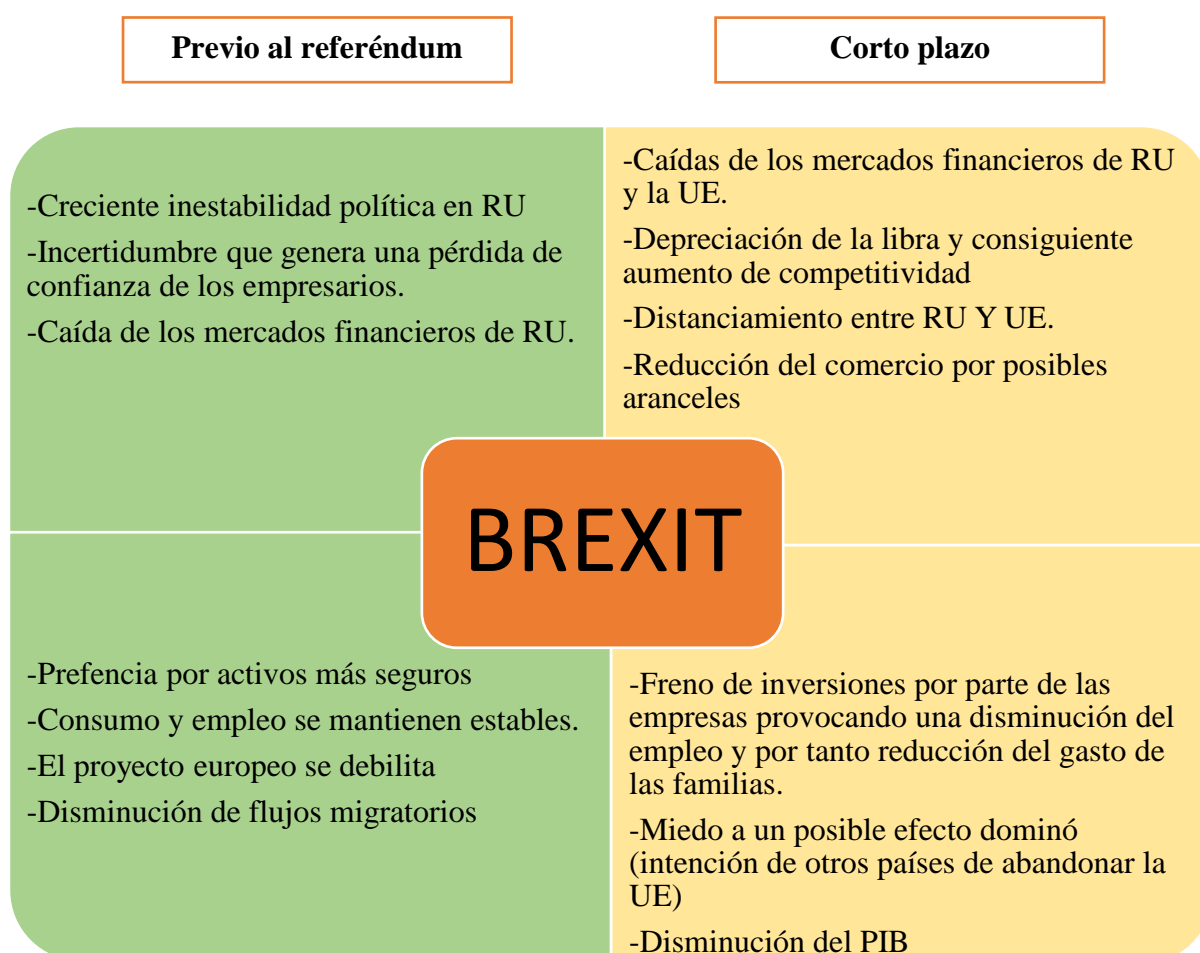 Previo al referéndum
Corto plazo
-Creciente inestabilidad política en RU
-Incertidumbre que genera una pérdida de
confianza de los empresarios.
-Caída de los mercados financieros de RU.
-Caídas de los mercados financieros de RU
y la UE.
-Depreciación de la libra y consiguiente
aumento de competitividad
-Distanciamiento entre RU Y UE.
-Reducción del comercio por posibles
aranceles
BREXIT
-Prefencia por activos más seguros
-Consumo y empleo se mantienen estables.
-El proyecto europeo se debilita
-Disminución de flujos migratorios
-Freno de inversiones por parte de las
empresas provocando una disminución del
empleo y por tanto reducción del gasto de
las familias.
-Miedo a un posible efecto dominó
(intención de otros países de abandonar la
UE)
-Disminución del PIB